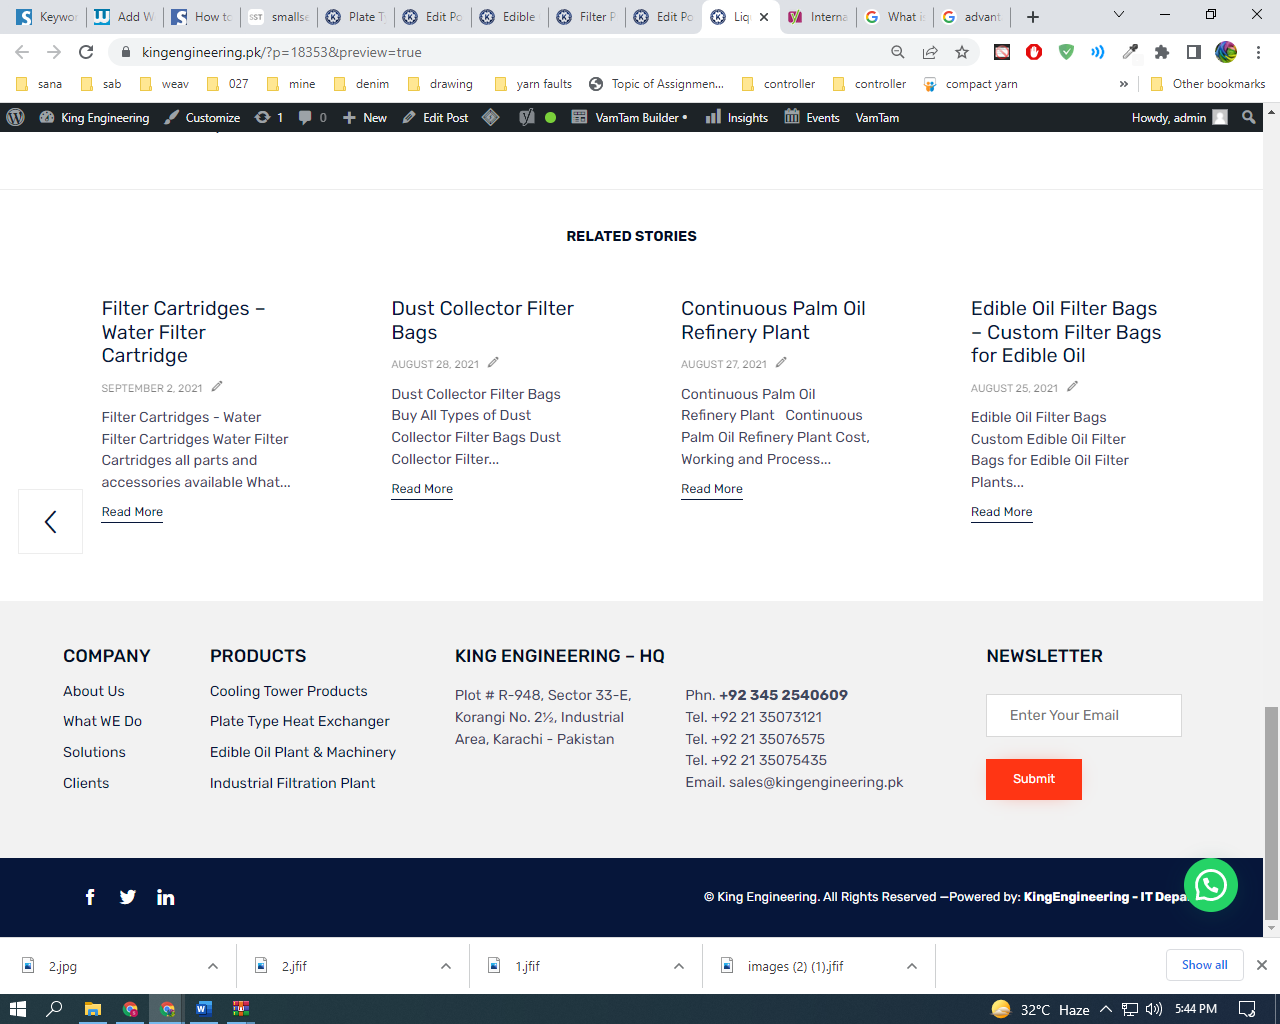 Keywor
Add W
How to
SST smallse
Plate Ty
Edit Po
Edible
Filter P
Edit Po
Liq
Interna
What is
advant
kingengineering.pk/?p=18353&preview=true
sana
sab
weav
027
mine
denim
drawing
yarn faults
Topic of Assignmen...
controller
controller
compact yarn
»
Other bookmarks
King Engineering
Customize
1
0
New
Edit Post
VamTam Builder •
Insights
Events
VamTam
Howdy, admin
RELATED STORIES
Filter Cartridges –
Water Filter
Cartridge
SEPTEMBER 2, 2021
Filter Cartridges - Water
Filter Cartridges Water Filter
Cartridges all parts and
accessories available What...
Read More
Dust Collector Filter
Bags
AUGUST 28, 2021
Dust Collector Filter Bags
Buy All Types of Dust
Collector Filter Bags Dust
Collector Filter...
Read More
Continuous Palm Oil
Refinery Plant
AUGUST 27, 2021
Continuous Palm Oil
Refinery Plant Continuous
Palm Oil Refinery Plant Cost,
Working and Process...
Read More
Edible Oil Filter Bags
– Custom Filter Bags
for Edible Oil
AUGUST 25, 2021
Edible Oil Filter Bags
Custom Edible Oil Filter
Bags for Edible Oil Filter
Plants...
Read More
COMPANY
About Us
What WE Do
Solutions
Clients
PRODUCTS
Cooling Tower Products
Plate Type Heat Exchanger
Edible Oil Plant & Machinery
Industrial Filtration Plant
KING ENGINEERING – HQ
Plot # R-948, Sector 33-E,
Korangi No. 2½, Industrial
Area, Karachi - Pakistan
Phn. +92 345 2540609
Tel. +92 21 35073121
Tel. +92 21 35076575
Tel. +92 21 35075435
Email. sales@kingengineering.pk
NEWSLETTER
Enter Your Email
Submit
© King Engineering. All Rights Reserved —Powered by: KingEngineering - IT Depa
2.jpg
2.jfif
1.jfif
images (2) (1).jfif
Show all
32°C Haze
5:44 PM